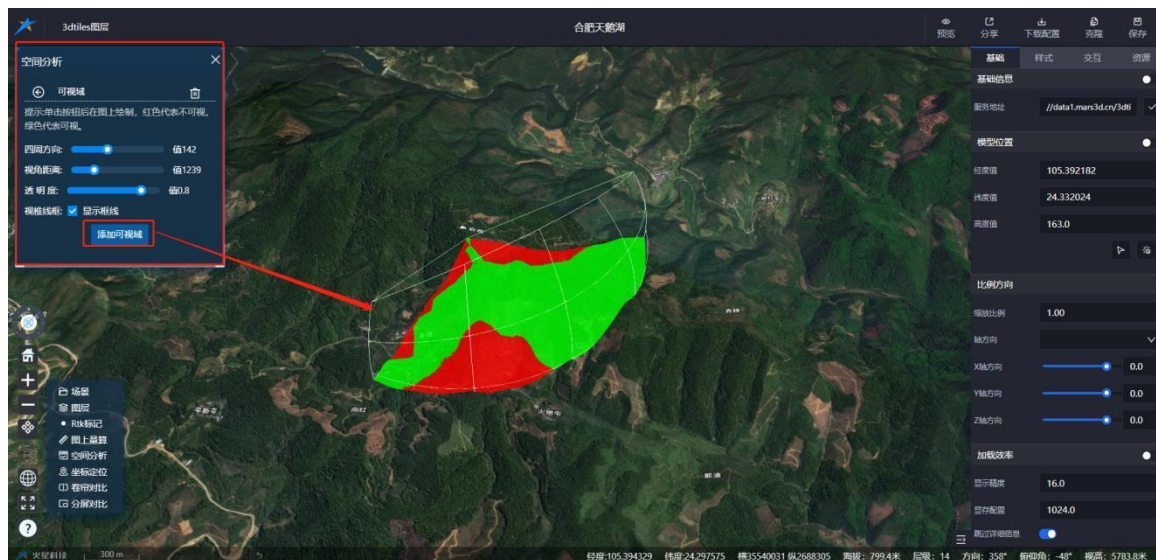 3dtiles图层
合肥天鹅湖
预览
分享
下载配置
克隆
保存
空间分析
可视域
提示:单击按钮后在图上绘制，红色代表不可视，
绿色代表可视。
四周方向:
值142
视角距离:
值1239
透 明 度:
值0.8
视椎线框:
显示框线
添加可视域
场景
图层
Rtk标记
图上量算
空间分析
坐标定位
卷帘对比
分屏对比
基础
样式
交互
资源
基础信息
服务地址
//data1.mars3d.cn/3dti
模型位置
经度值
105.392182
纬度值
24.332024
高度值
163.0
比例方向
缩放比例
1.00
轴方向
X轴方向
0.0
Y轴方向
0.0
Z轴方向
0.0
加载效率
显示精度
16.0
显存配置
1024.0
跳过详细信息
火星科技
300 m
经度:105.394329 纬度:24.297575 横35540031 纵2688305 海拔：799.4米 层级：14 方向：358° 俯仰角：-48° 视高：5783.8米